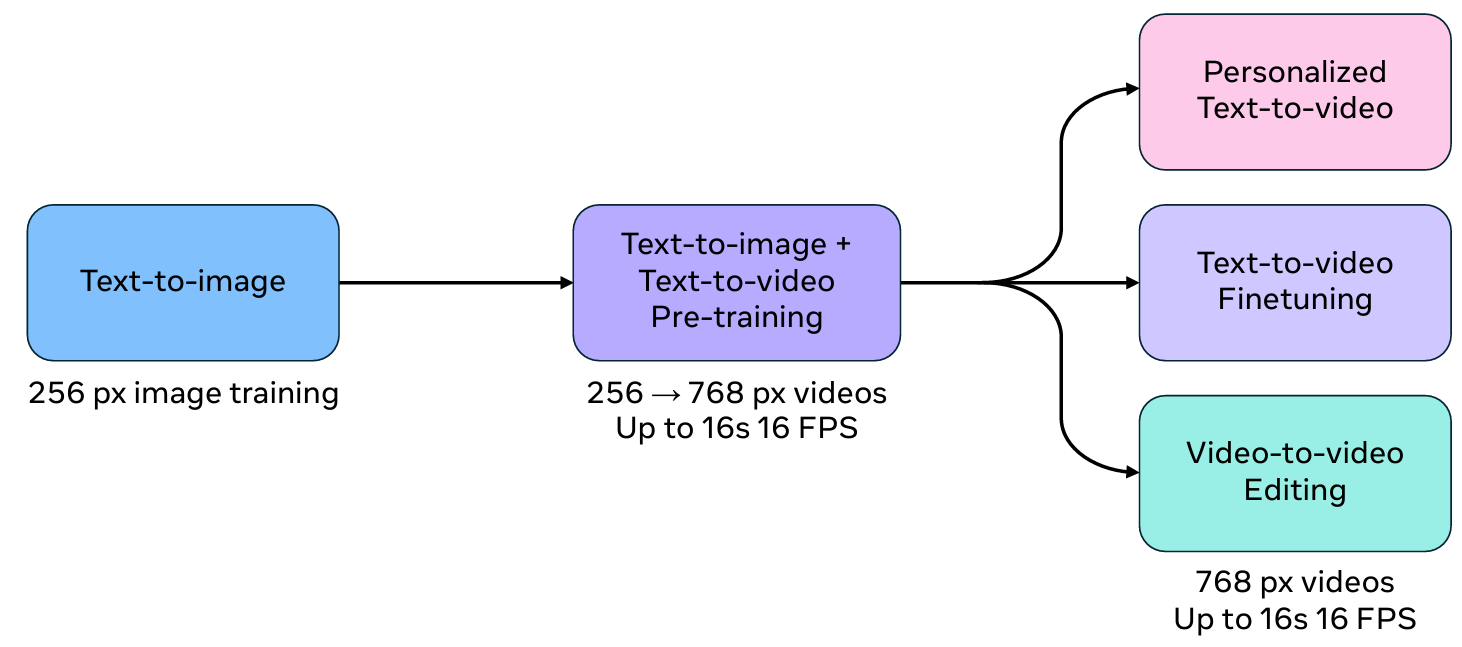 Text-to-image
256 px image training
Text-to-image +
Text-to-video
Pre-training
256 → 768 px videos
Up to 16s 16 FPS
Personalized
Text-to-video
Text-to-video
Finetuning
Video-to-video
Editing
768 px videos
Up to 16s 16 FPS